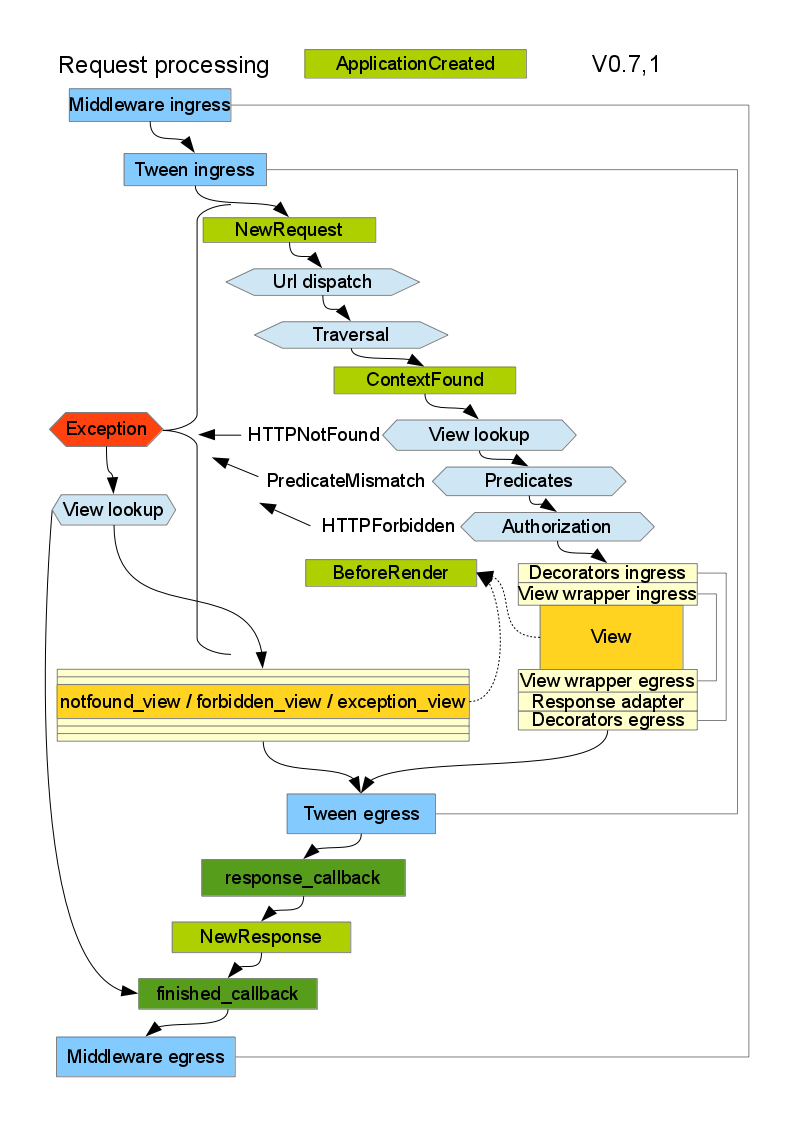 Request processing
ApplicationCreated
V0.7,1
Middleware ingress
Tween ingress
NewRequest
Url dispatch
Traversal
ContextFound
Exception
HTTPNotFound
View lookup
PredicateMismatch
Predicates
View lookup
HTTPForbidden
Authorization
BeforeRender
Decorators ingress
View wrapper ingress
View
View wrapper egress
notfound_view / forbidden_view / exception_view
Response adapter
Decorators egress
Tween egress
response_callback
NewResponse
finished_callback
Middleware egress